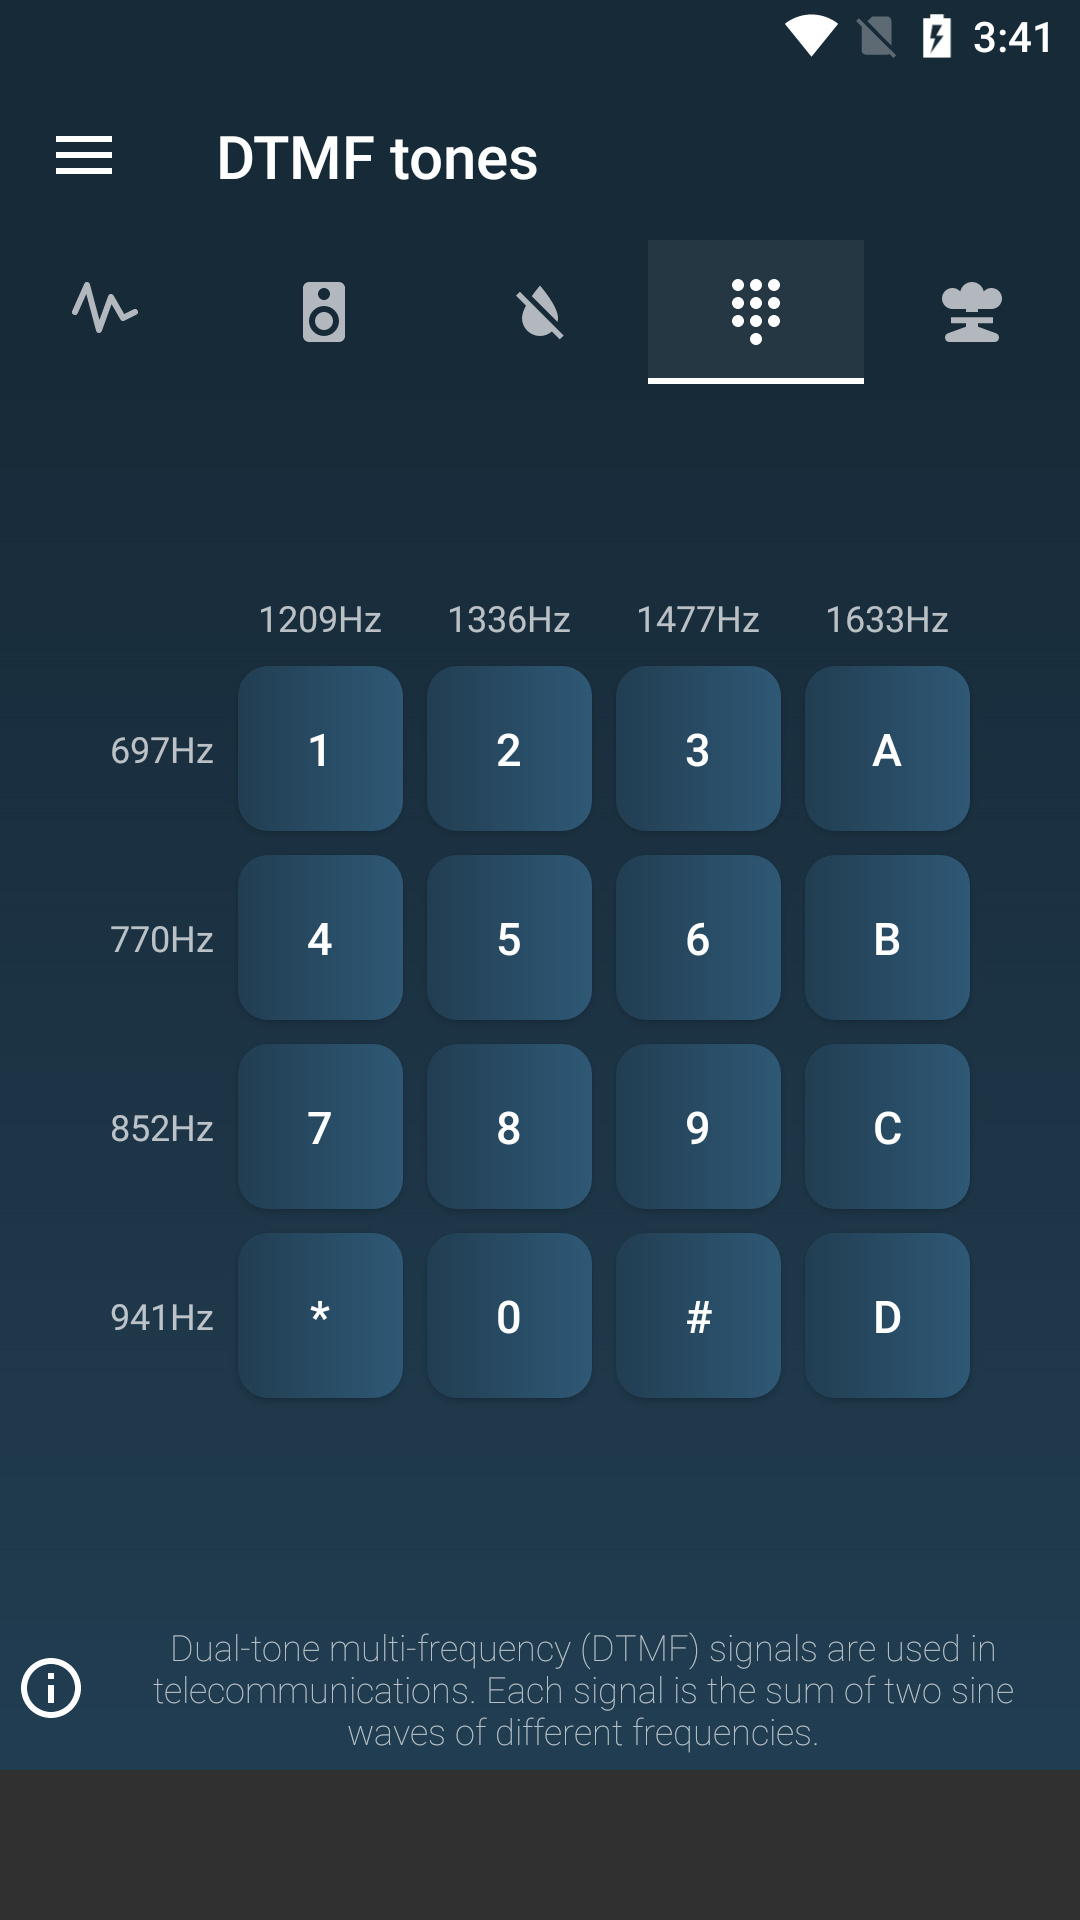 3:41
DTMF tones
1209Hz 1336Hz 1477Hz 1633Hz
697Hz 1 2 3 A
770Hz 4 5 6 B
852Hz 7 8 9 C
941Hz * 0 # D
Dual-tone multi-frequency (DTMF) signals are used in
telecommunications. Each signal is the sum of two sine
waves of different frequencies.